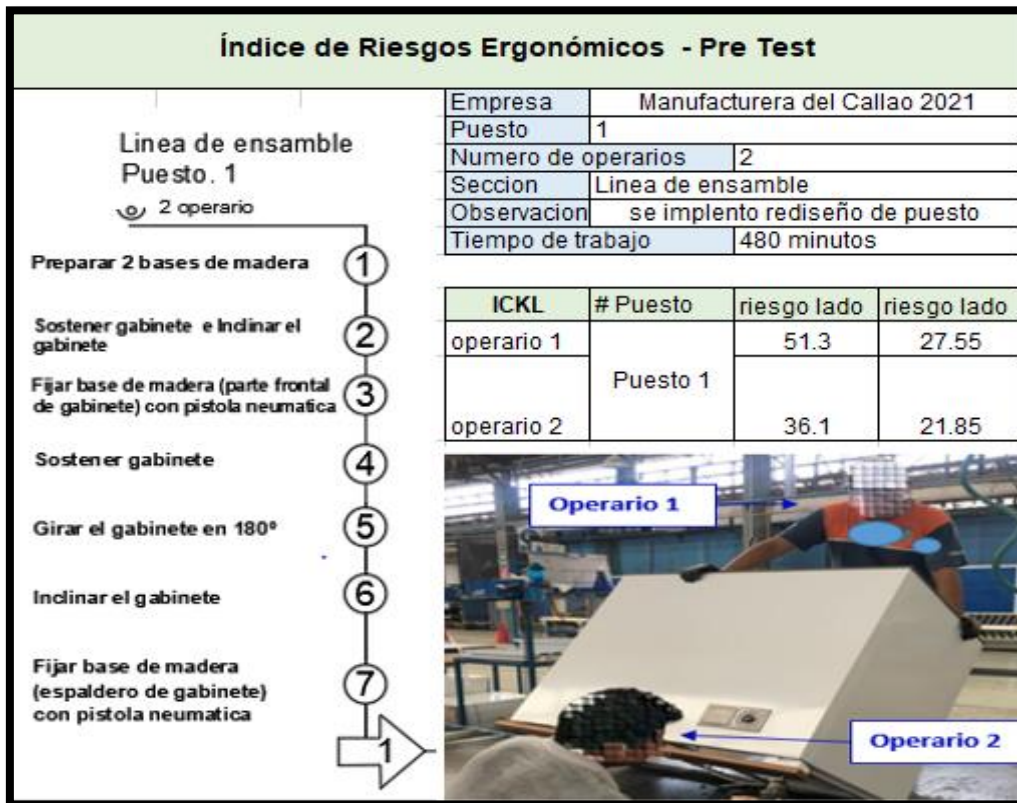 Índice de Riesgos Ergonómicos - Pre Test
Linea de ensamble
Puesto. 1
2 operario
Preparar 2 bases de madera
1
Sostener gabinete e Inclinar el
gabinete
2
Fijar base de madera (parte frontal
de gabinete) con pistola neumatica
3
Sostener gabinete
4
Girar el gabinete en 180º
5
Inclinar el gabinete
6
Fijar base de madera
(espaldero de gabinete)
con pistola neumatica
7
1
Empresa Manufacturera del Callao 2021
Puesto 1
Numero de operarios 2
Seccion Linea de ensamble
Observacion se implento rediseño de puesto
Tiempo de trabajo 480 minutos
ICKL # Puesto riesgo lado riesgo lado
operario 1 51.3 27.55
Puesto 1
operario 2 36.1 21.85
Operario 1
Operario 2